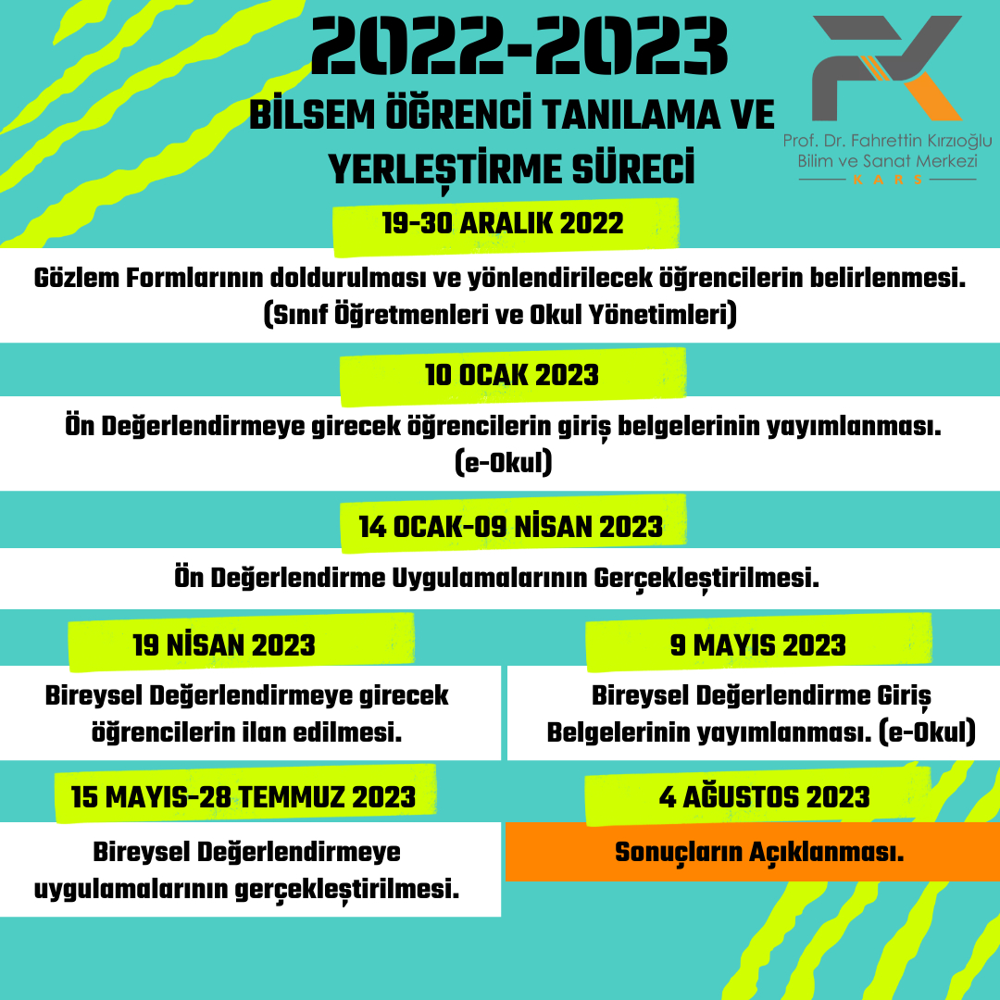 2022-2023
BİLSEM ÖĞRENCİ TANILAMA VE
YERLEŞTİRME SÜRECİ
Prof. Dr. Fahrettin Kırzıoğlu
Bilim ve Sanat Merkezi
KARS
19-30 ARALIK 2022
Gözlem Formlarının doldurulması ve yönlendirilecek öğrencilerin belirlenmesi.
(Sınıf Öğretmenleri ve Okul Yönetimleri)
10 OCAK 2023
Ön Değerlendirmeye girecek öğrencilerin giriş belgelerinin yayımlanması.
(e-Okul)
14 OCAK-09 NİSAN 2023
Ön Değerlendirme Uygulamalarının Gerçekleştirilmesi.
19 NİSAN 2023
Bireysel Değerlendirmeye girecek
öğrencilerin ilan edilmesi.
9 MAYIS 2023
Bireysel Değerlendirme Giriş
Belgelerinin yayımlanması. (e-Okul)
15 MAYIS-28 TEMMUZ 2023
Bireysel Değerlendirmeye
uygulamalarının gerçekleştirilmesi.
4 AĞUSTOS 2023
Sonuçların Açıklanması.